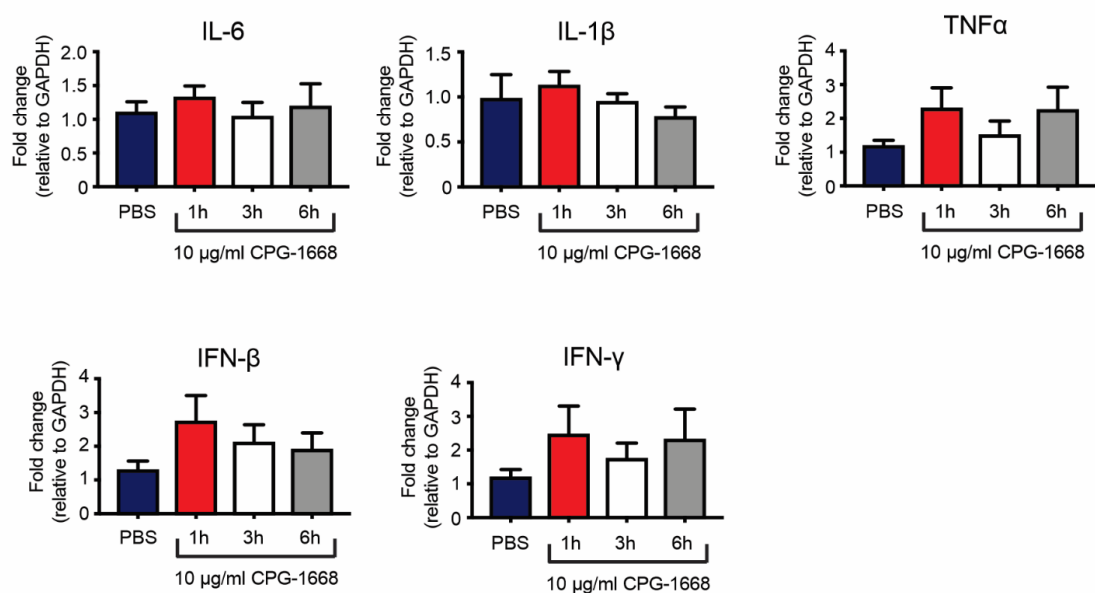 IL-6
Fold change
(relative to GAPDH)
2.0
1.5
1.0
0.5
0
PBS 1h 3h 6h
10 µg/ml CPG-1668
IL-1β
Fold change
(relative to GAPDH)
1.5
1.0
0.5
0
PBS 1h 3h 6h
10 µg/ml CPG-1668
TNFα
Fold change
(relative to GAPDH)
4
3
2
1
0
PBS 1h 3h 6h
10 µg/ml CPG-1668
IFN-β
Fold change
(relative to GAPDH)
4
3
2
1
0
PBS 1h 3h 6h
10 µg/ml CPG-1668
IFN-γ
Fold change
(relative to GAPDH)
4
3
2
1
0
PBS 1h 3h 6h
10 µg/ml CPG-1668